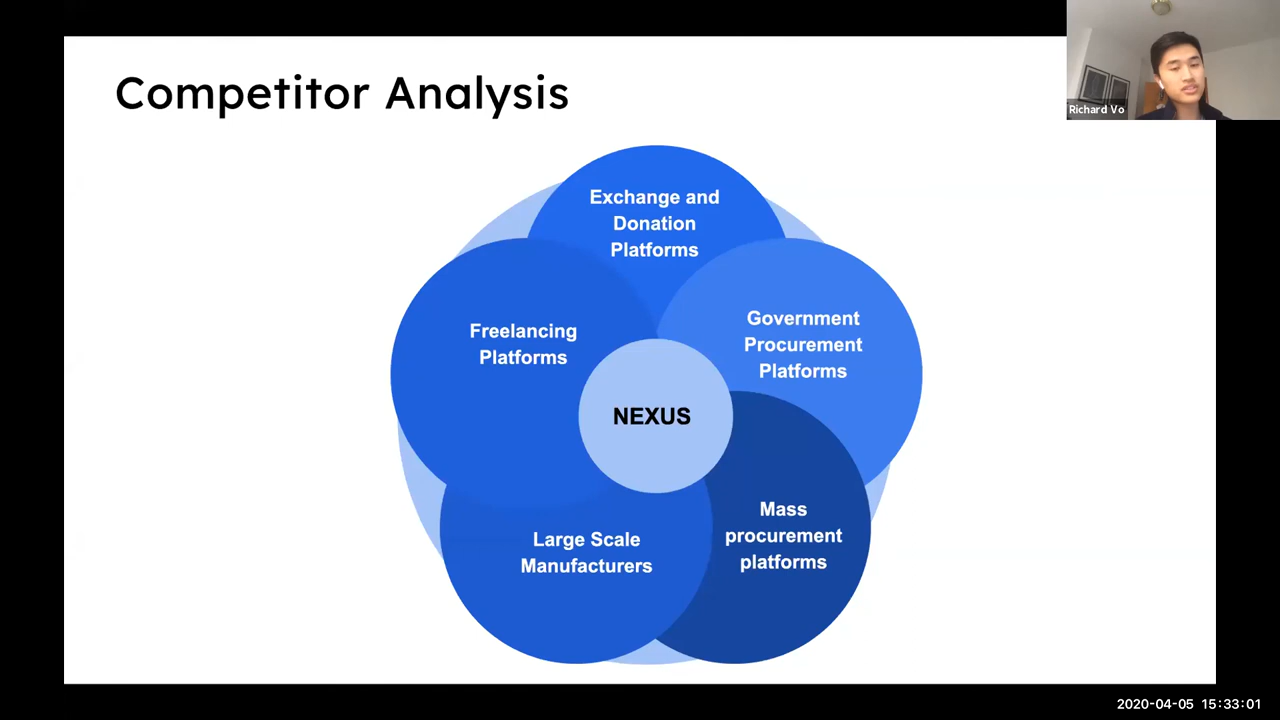 Competitor Analysis
Richard Vo
Exchange and
Donation
Platforms
Freelancing
Platforms
Government
Procurement
Platforms
NEXUS
Large Scale
Manufacturers
Mass
procurement
platforms
2020-04-05 15:33:01